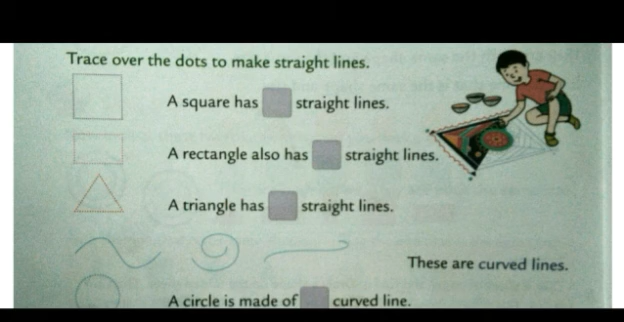 Trace over the dots to make straight lines.
A square has straight lines.
A rectangle also has straight lines.
A triangle has straight lines.
These are curved lines.
A circle is made of curved line.